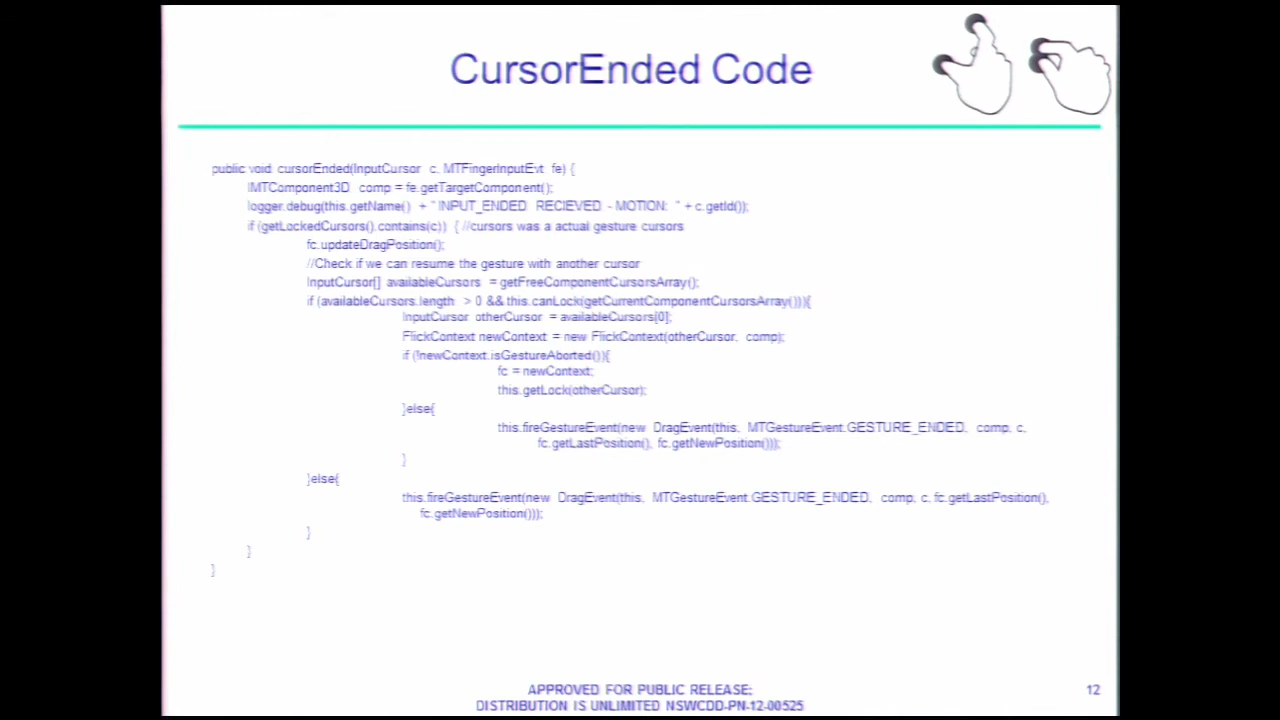 CursorEnded Code
public void cursorEnded(InputCursor c, MTFingerInputEvt fe) {
IMTComponent3D comp = fe.getTargetComponent();
logger.debug(this.getName() + " INPUT_ENDED RECIEVED - MOTION: " + c.getId());
if (getLockedCursors().contains(c)) { //cursors was a actual gesture cursors
fc.updateDragPosition();
//Check if we can resume the gesture with another cursor
InputCursor[] availableCursors = getFreeComponentCursorsArray();
if (availableCursors.length > 0 && this.canLock(getCurrentComponentCursorsArray())){
InputCursor otherCursor = availableCursors[0];
FlickContext newContext = new FlickContext(otherCursor, comp);
if (!newContext.isGestureAborted()){
fc = newContext;
this.getLock(otherCursor);
}else{
this.fireGestureEvent(new DragEvent(this, MTGestureEvent.GESTURE_ENDED, comp, c,
fc.getLastPosition(), fc.getNewPosition()));
}
}else{
this.fireGestureEvent(new DragEvent(this, MTGestureEvent.GESTURE_ENDED, comp, c, fc.getLastPosition(),
fc.getNewPosition()));
}
}
}
APPROVED FOR PUBLIC RELEASE;
DISTRIBUTION IS UNLIMITED NSWCDD-PN-12-00525
12